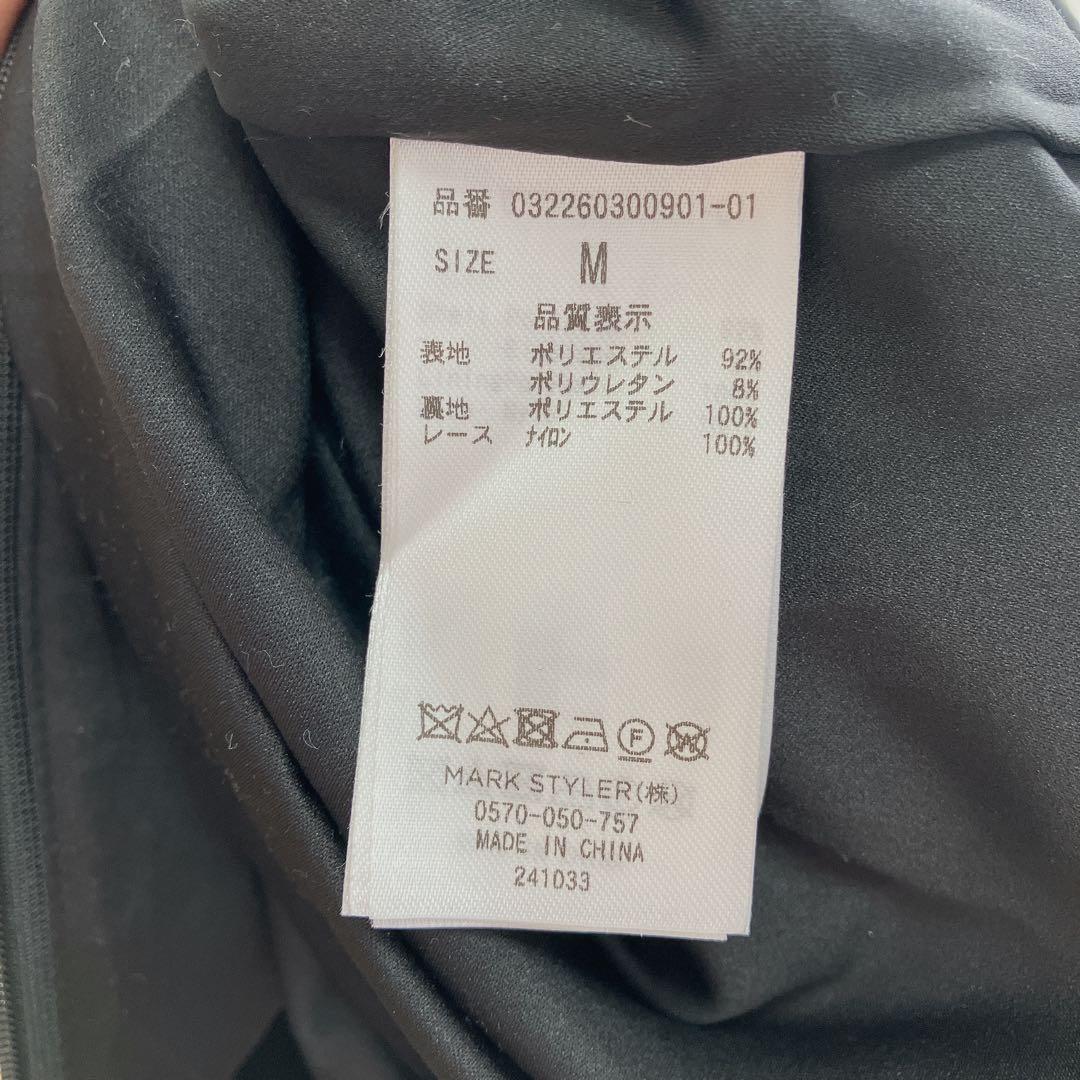 品番 032260300901-01
SIZE M
品質表示
表地 ポリエステル 92%
ポリウレタン 8%
裏地 ポリエステル 100%
レース ﾅｲﾛﾝ 100%
MARK STYLER(株)
0570-050-757
MADE IN CHINA
241033